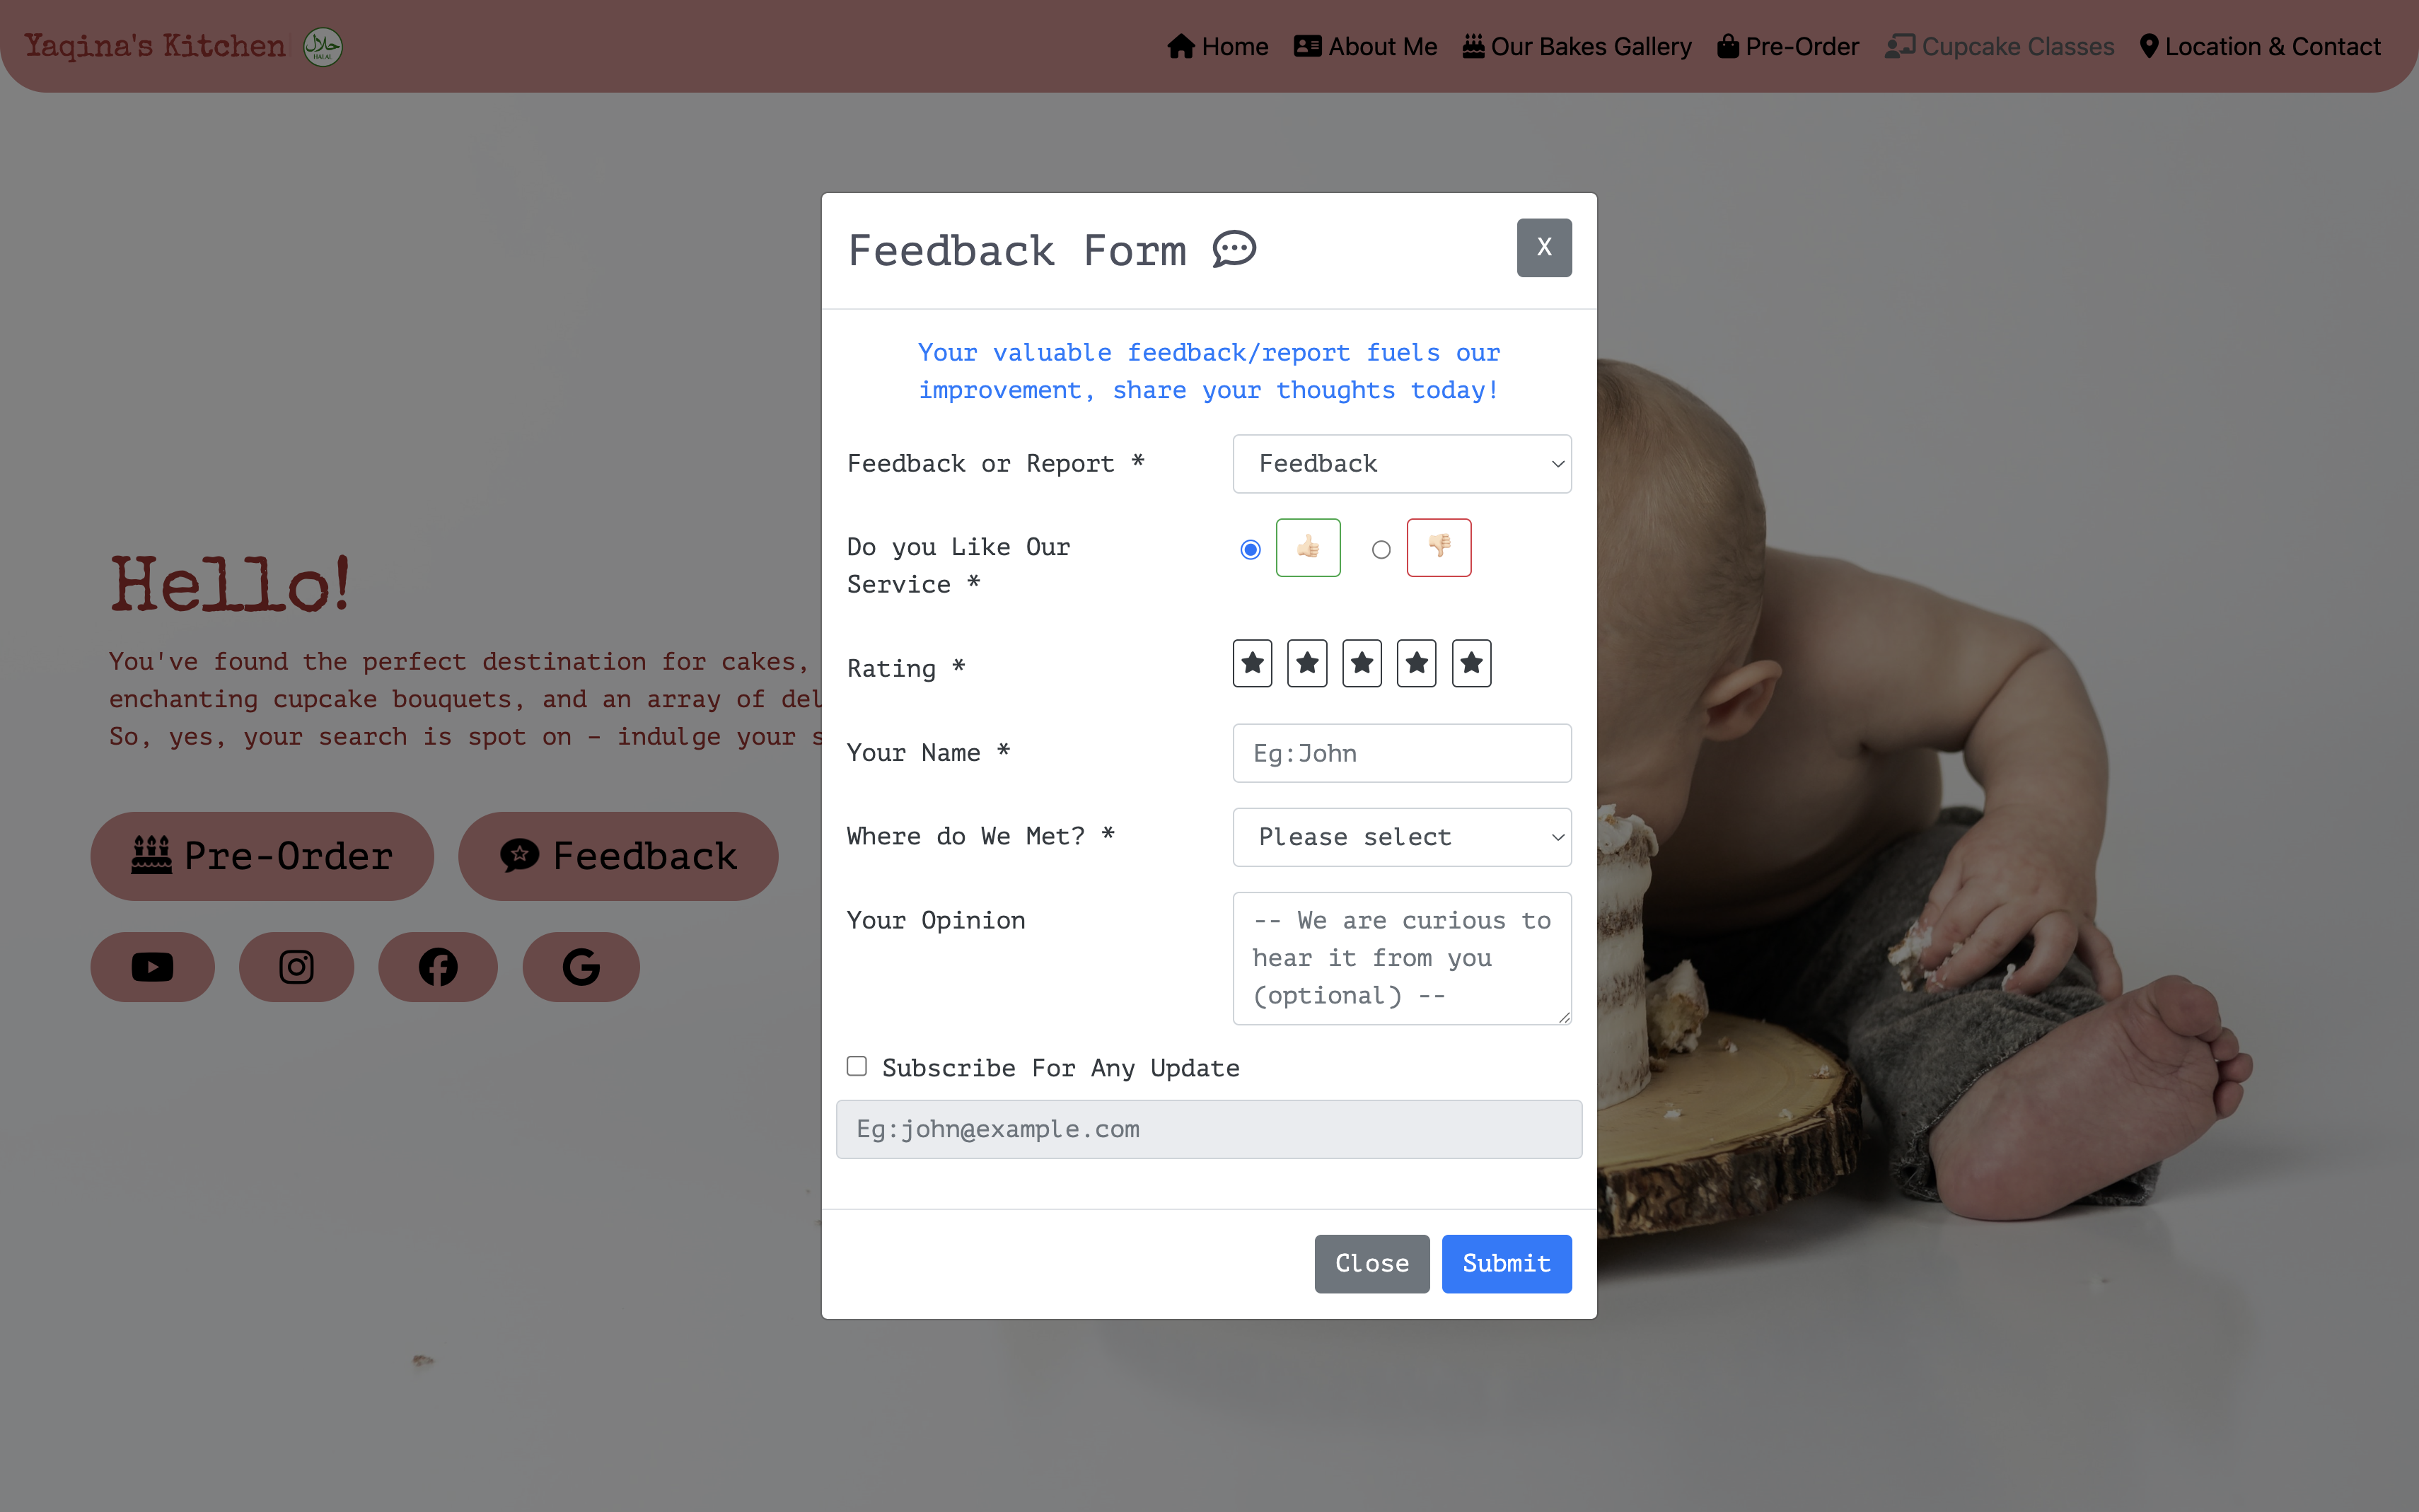 Yaqina's Kitchen
حلال
HALAL
Home About Me Our Bakes Gallery Pre-Order Cupcake Classes Location & Contact
Hello!
You've found the perfect destination for cakes,
enchanting cupcake bouquets, and an array of del
So, yes, your search is spot on – indulge your s
Pre-Order Feedback
Feedback Form
X
Your valuable feedback/report fuels our
improvement, share your thoughts today!
Feedback or Report * Feedback
Do you Like Our
Service *
Rating *
Your Name * Eg:John
Where do We Met? * Please select
Your Opinion -- We are curious to
hear it from you
(optional) --
Subscribe For Any Update
Eg:john@example.com
Close Submit